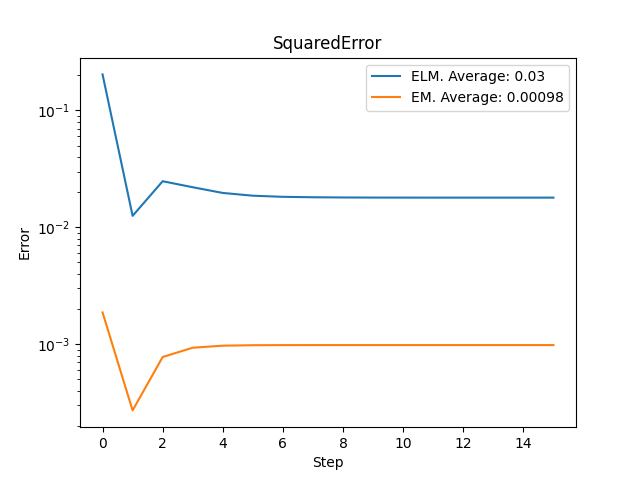 SquaredError
ELM. Average: 0.03
EM. Average: 0.00098
10⁻¹
10⁻²
10⁻³
Error
0 2 4 6 8 10 12 14
Step